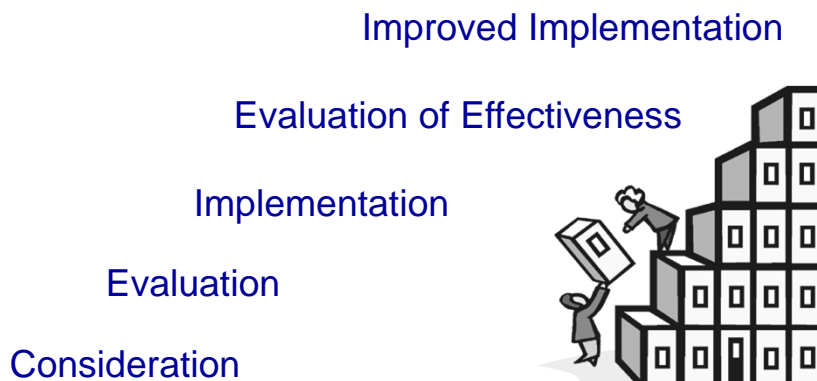 Improved Implementation
Evaluation of Effectiveness
Implementation
Evaluation
Consideration